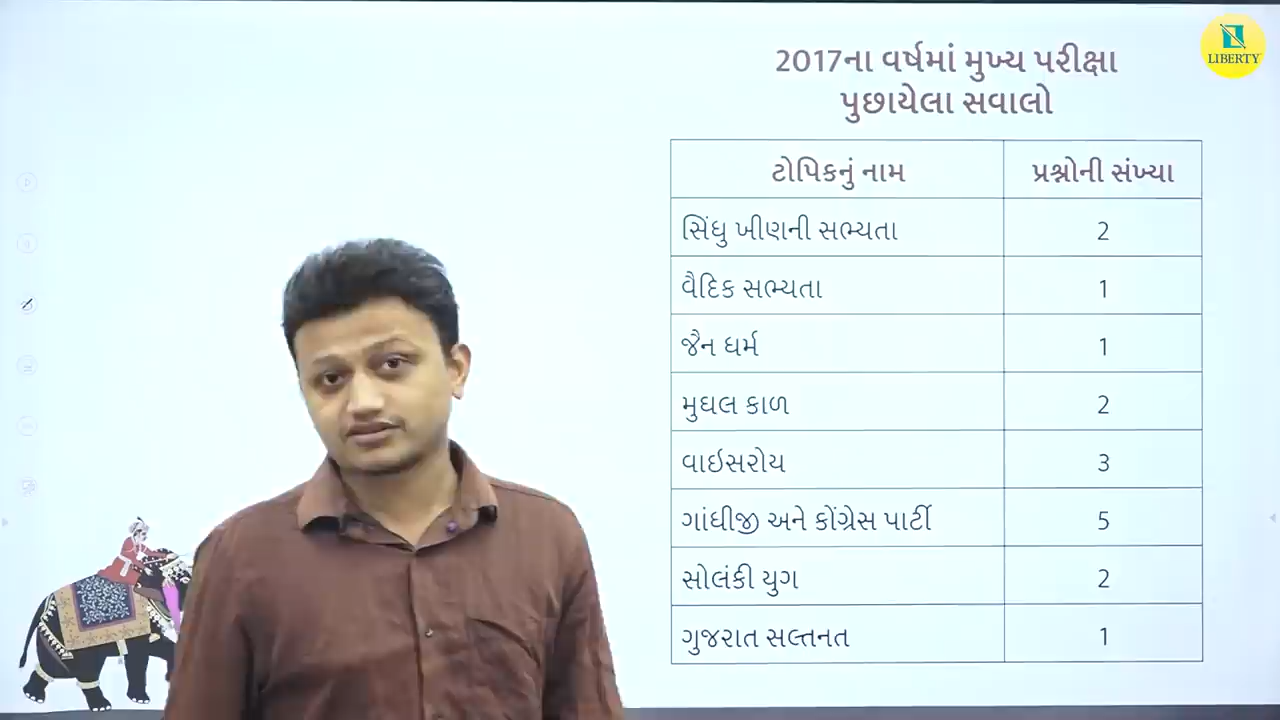 LIBERTY
2017ના વર્ષમાં મુખ્ય પરીક્ષા
પુછાયેલા સવાલો
ટોપિકનું નામ પ્રશ્નોની સંખ્યા
સિંધુ ખીણની સભ્યતા 2
વૈદિક સભ્યતા 1
જૈન ધર્મ 1
મુઘલ કાળ 2
વાઇસરોય 3
ગાંધીજી અને કોંગ્રેસ પાર્ટી 5
સોલંકી યુગ 2
ગુજરાત સલ્તનત 1